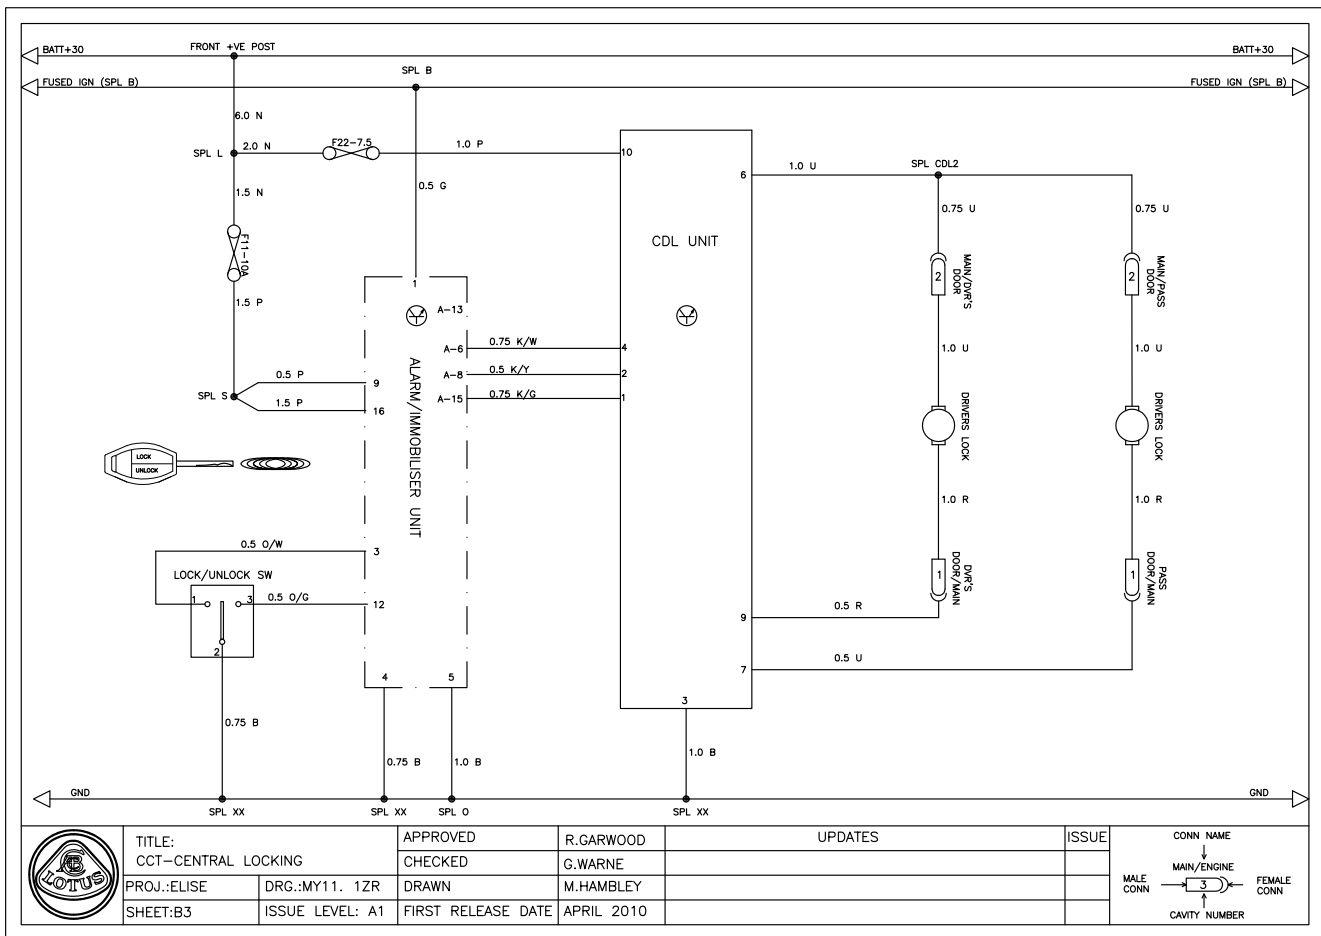 BATT+30
FRONT +VE POST
BATT+30
FUSED IGN (SPL B)
SPL B
FUSED IGN (SPL B)
6.0 N
SPL L
2.0 N
F22-7.5
1.0 P
10
1.5 N
0.5 G
F11-10A
1.5 P
6
1.0 U
SPL CDL2
0.75 U
0.75 U
CDL UNIT
2
MAIN/DVR'S
DOOR
2
MAIN/PASS
DOOR
1
A-13
A-6
0.75 K/W
4
A-8
0.5 K/Y
2
A-15
0.75 K/G
1
ALARM/IMMOBILISER UNIT
1.0 U
1.0 U
SPL S
0.5 P
9
1.5 P
16
DRIVERS LOCK
DRIVERS LOCK
LOCK
UNLOCK
1.0 R
1.0 R
0.5 O/W
3
LOCK/UNLOCK SW
1
3
0.5 O/G
12
2
1
DVR'S
DOOR/MAIN
1
PASS
DOOR/MAIN
9
0.5 R
7
0.5 U
4
5
3
0.75 B
0.75 B
1.0 B
1.0 B
GND
GND
SPL XX
SPL XX
SPL O
SPL XX
LOTUS
TITLE:
CCT-CENTRAL LOCKING
APPROVED
R.GARWOOD
UPDATES
ISSUE
CHECKED
G.WARNE
PROJ.:ELISE
DRG.:MY11. 1ZR
DRAWN
M.HAMBLEY
SHEET:B3
ISSUE LEVEL: A1
FIRST RELEASE DATE
APRIL 2010
CONN NAME
MAIN/ENGINE
MALE
CONN
3
FEMALE
CONN
CAVITY NUMBER